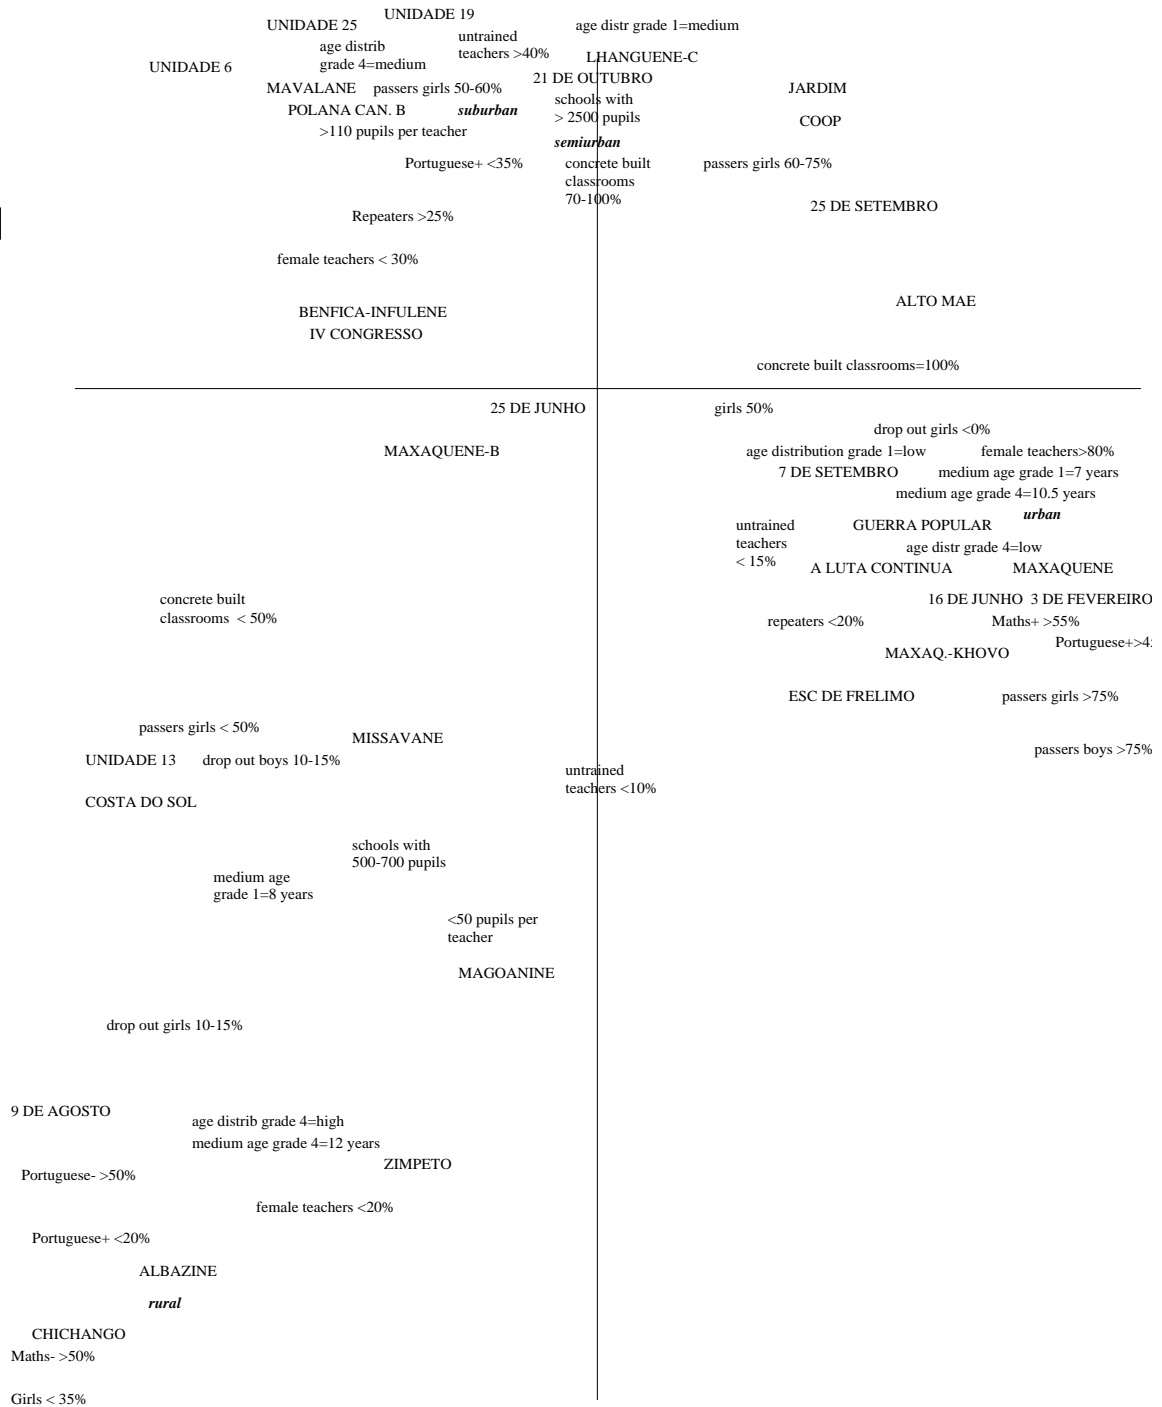 UNIDADE 19
UNIDADE 25
age distr grade 1=medium
untrained
teachers >40%
age distrib
grade 4=medium
LHANGUENE-C
UNIDADE 6
21 DE OUTUBRO
MAVALANE
passers girls 50-60%
JARDIM
schools with
> 2500 pupils
POLANA CAN. B
suburban
COOP
>110 pupils per teacher
semiurban
Portuguese+ <35%
concrete built
classrooms
70-100%
passers girls 60-75%
25 DE SETEMBRO
Repeaters >25%
female teachers < 30%
ALTO MAE
BENFICA-INFULENE
IV CONGRESSO
concrete built classrooms=100%
25 DE JUNHO
girls 50%
drop out girls <0%
MAXAQUENE-B
age distribution grade 1=low
female teachers>80%
7 DE SETEMBRO
medium age grade 1=7 years
medium age grade 4=10.5 years
urban
untrained
teachers
< 15%
GUERRA POPULAR
age distr grade 4=low
A LUTA CONTINUA
MAXAQUENE
concrete built
classrooms < 50%
16 DE JUNHO
3 DE FEVEREIRO
repeaters <20%
Maths+ >55%
Portuguese+>4
MAXAQ.-KHOVO
ESC DE FRELIMO
passers girls >75%
passers girls < 50%
MISSAVANE
passers boys >75%
UNIDADE 13
drop out boys 10-15%
untrained
teachers <10%
COSTA DO SOL
schools with
500-700 pupils
medium age
grade 1=8 years
<50 pupils per
teacher
MAGOANINE
drop out girls 10-15%
9 DE AGOSTO
age distrib grade 4=high
medium age grade 4=12 years
ZIMPETO
Portuguese- >50%
female teachers <20%
Portuguese+ <20%
ALBAZINE
rural
CHICHANGO
Maths- >50%
Girls < 35%